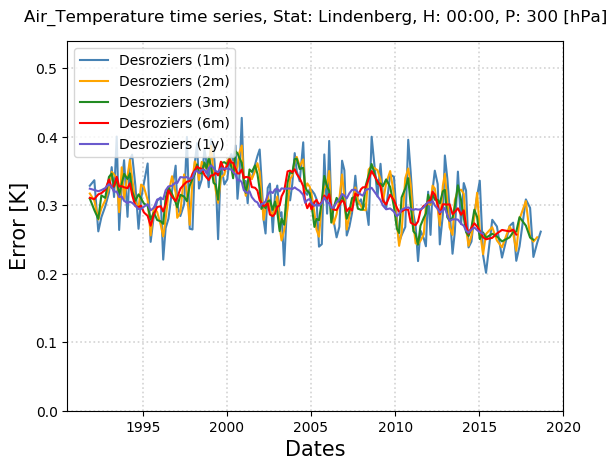 Air_Temperature time series, Stat: Lindenberg, H: 00:00, P: 300 [hPa]
Desroziers (1m)
Desroziers (2m)
Desroziers (3m)
Desroziers (6m)
Desroziers (1y)
Error [K]
0.5
0.4
0.3
0.2
0.1
0.0
1995 2000 2005 2010 2015 2020
Dates